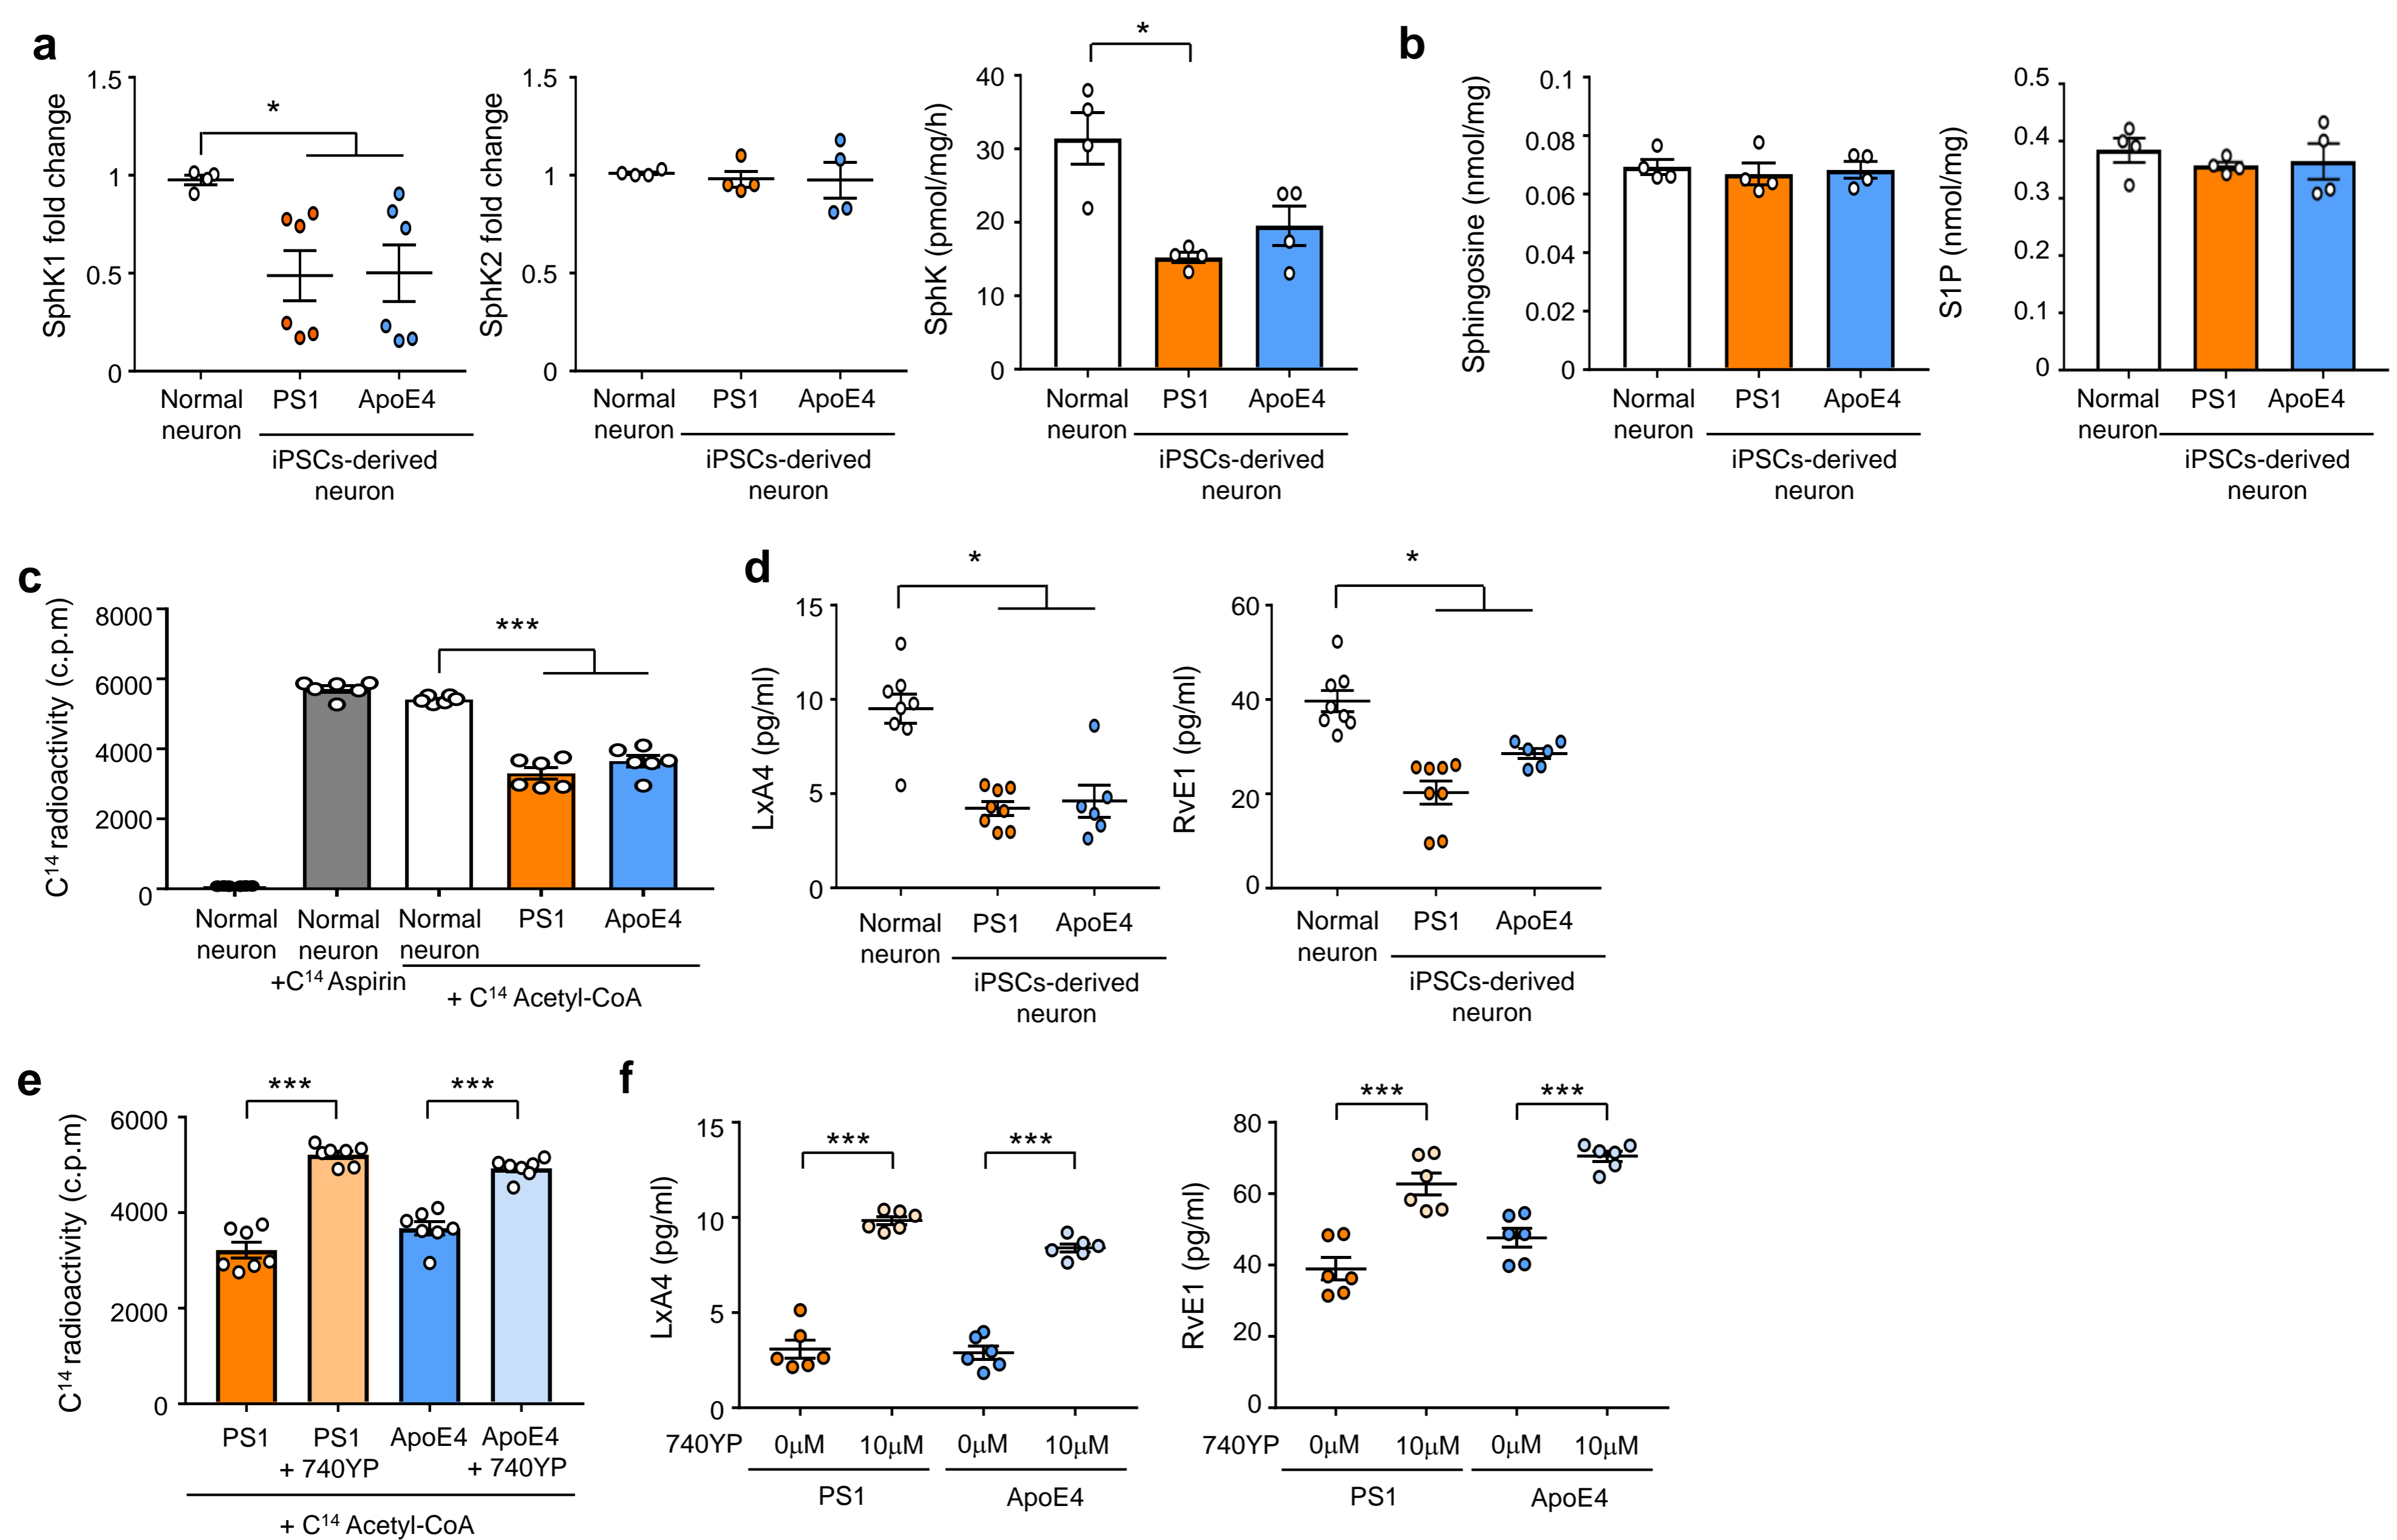 a
SphK1 fold change
1.5
1
0.5
0
*
Normal neuron
PS1
ApoE4
iPSCs-derived
neuron
SphK2 fold change
1.5
1
0.5
0
Normal neuron
PS1
ApoE4
iPSCs-derived
neuron
SphK (pmol/mg/h)
40
30
20
10
0
*
Normal neuron
PS1
ApoE4
iPSCs-derived
neuron
b
Sphingosine (nmol/mg)
0.1
0.08
0.06
0.04
0.02
0
Normal neuron
PS1
ApoE4
iPSCs-derived
neuron
S1P (nmol/mg)
0.5
0.4
0.3
0.2
0.1
0
Normal neuron
PS1
ApoE4
iPSCs-derived
neuron
c
C14 radioactivity (c.p.m)
8000
6000
4000
2000
0
***
Normal neuron
Normal neuron
+C14 Aspirin
Normal neuron
PS1
ApoE4
+ C14 Acetyl-CoA
d
LxA4 (pg/ml)
15
10
5
0
*
Normal neuron
PS1
ApoE4
iPSCs-derived
neuron
RvE1 (pg/ml)
60
40
20
0
*
Normal neuron
PS1
ApoE4
iPSCs-derived
neuron
e
C14 radioactivity (c.p.m)
6000
4000
2000
0
***
***
PS1
PS1
+ 740YP
ApoE4
ApoE4
+ 740YP
+ C14 Acetyl-CoA
f
LxA4 (pg/ml)
15
10
5
0
***
***
740YP 0μM 10μM 0μM 10μM
PS1 ApoE4
RvE1 (pg/ml)
80
60
40
20
0
***
***
740YP 0μM 10μM 0μM 10μM
PS1 ApoE4